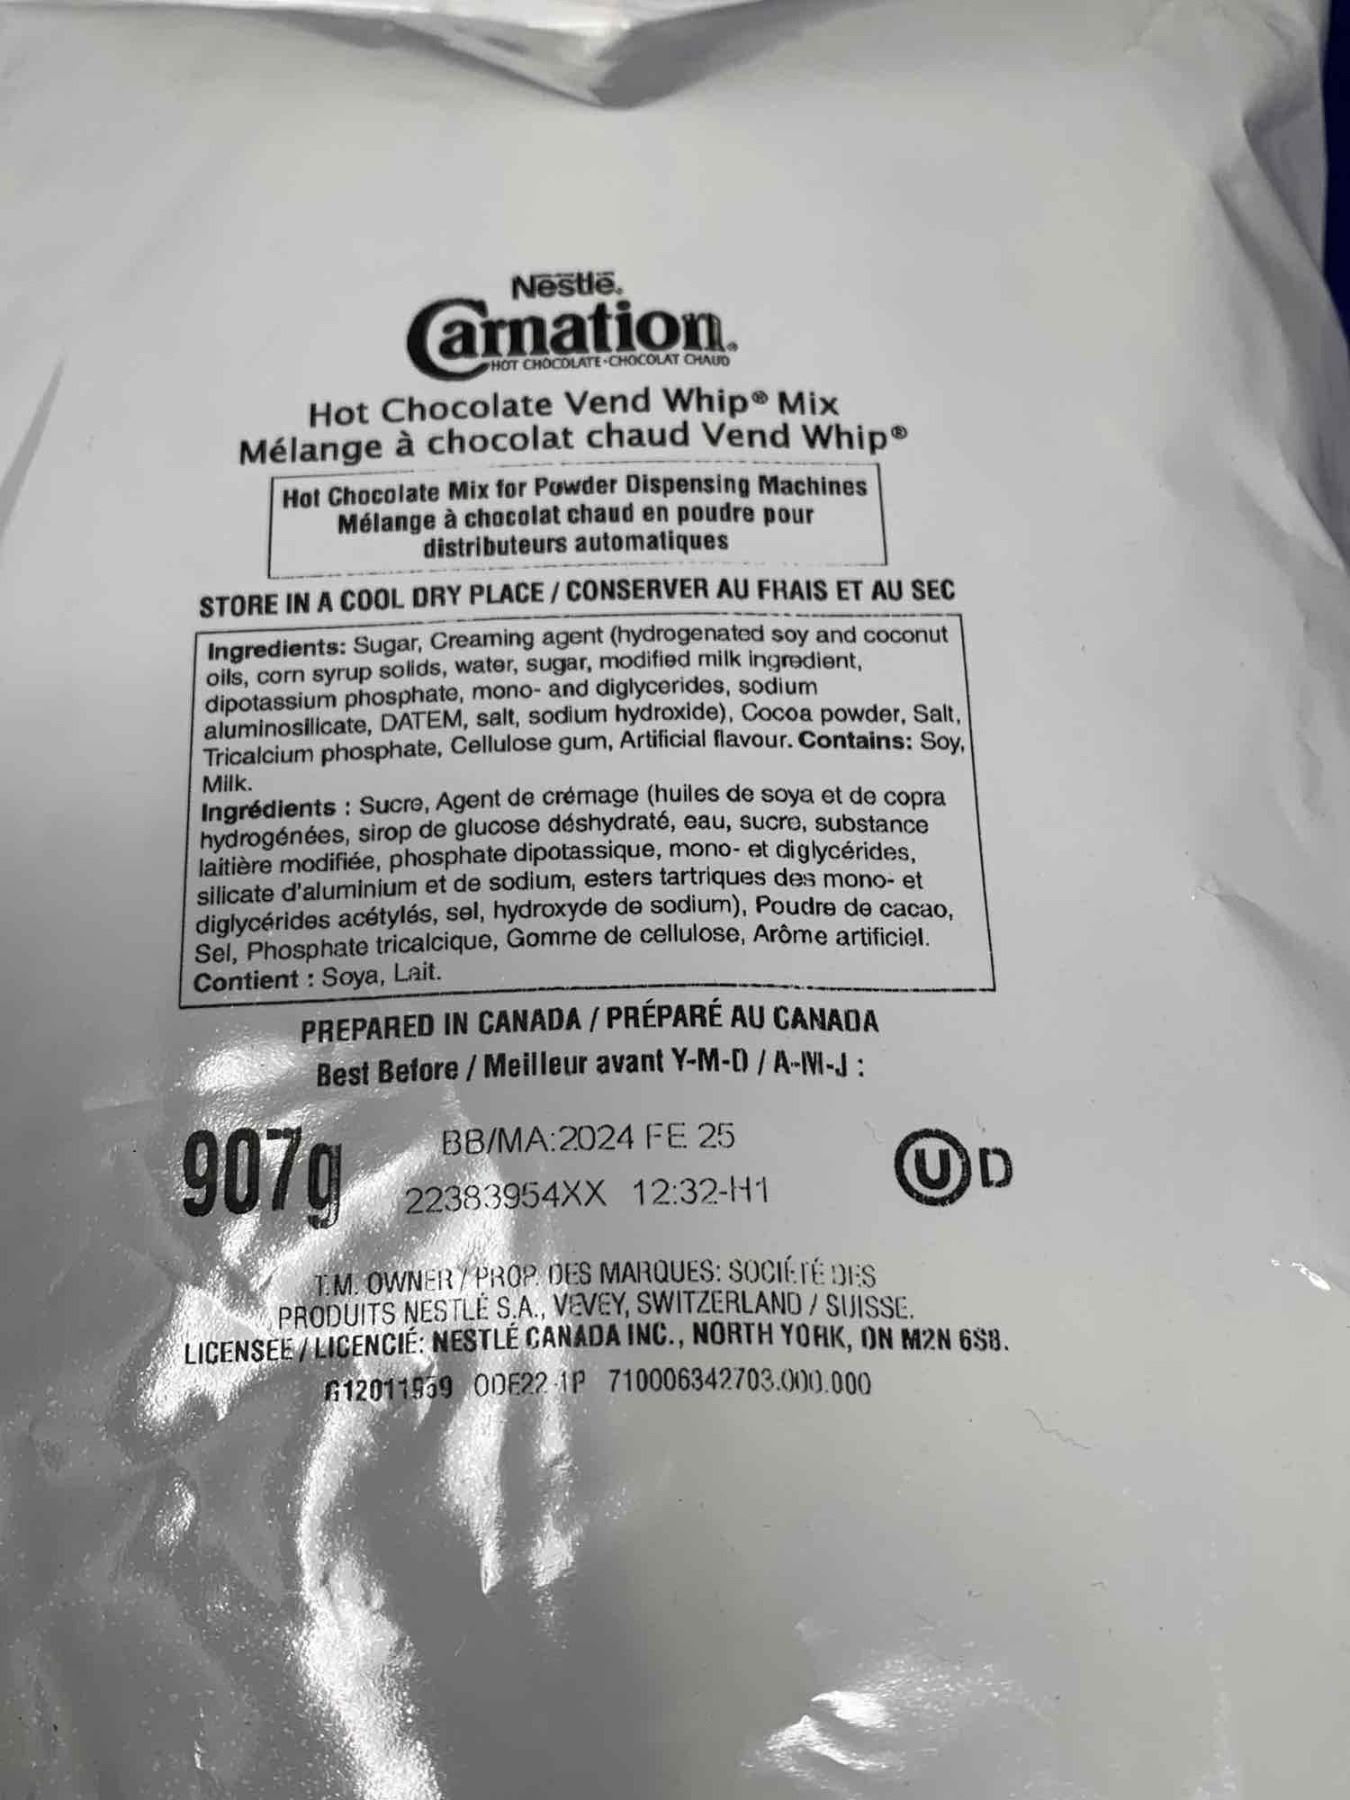 Nestlē.
Carnation®
HOT CHOCOLATE·CHOCOLAT CHAUD
Hot Chocolate Vend Whip® Mix
Mélange à chocolat chaud Vend Whip®
Hot Chocolate Mix for Powder Dispensing Machines
Mélange à chocolat chaud en poudre pour
distributeurs automatiques
STORE IN A COOL DRY PLACE / CONSERVER AU FRAIS ET AU SEC
Ingredients: Sugar, Creaming agent (hydrogenated soy and coconut
oils, corn syrup solids, water, sugar, modified milk ingredient,
dipotassium phosphate, mono- and diglycerides, sodium
aluminosilicate, DATEM, salt, sodium hydroxide), Cocoa powder, Salt,
Tricalcium phosphate, Cellulose gum, Artificial flavour. Contains: Soy,
Milk.
Ingrédients : Sucre, Agent de crémage (huiles de soya et de copra
hydrogénées, sirop de glucose déshydraté, eau, sucre, substance
laitière modifiée, phosphate dipotassique, mono- et diglycérides,
silicate d'aluminium et de sodium, esters tartriques des mono- et
diglycérides acétylés, sel, hydroxyde de sodium), Poudre de cacao,
Sel, Phosphate tricalcique, Gomme de cellulose, Arôme artificiel.
Contient : Soya, Lait.
PREPARED IN CANADA / PRÉPARÉ AU CANADA
Best Before / Meilleur avant Y-M-D / A-M-J :
907g
BB/MA:2024 FE 25
22383954XX 12:32-H1
U D
T.M. OWNER / PROP. DES MARQUES: SOCIÉTÉ DES
PRODUITS NESTLÉ S.A., VEVEY, SWITZERLAND / SUISSE.
LICENSEE / LICENCIÉ: NESTLÉ CANADA INC., NORTH YORK, ON M2N 6S8.
612011959 ODE22-1P 710006342703.000.000